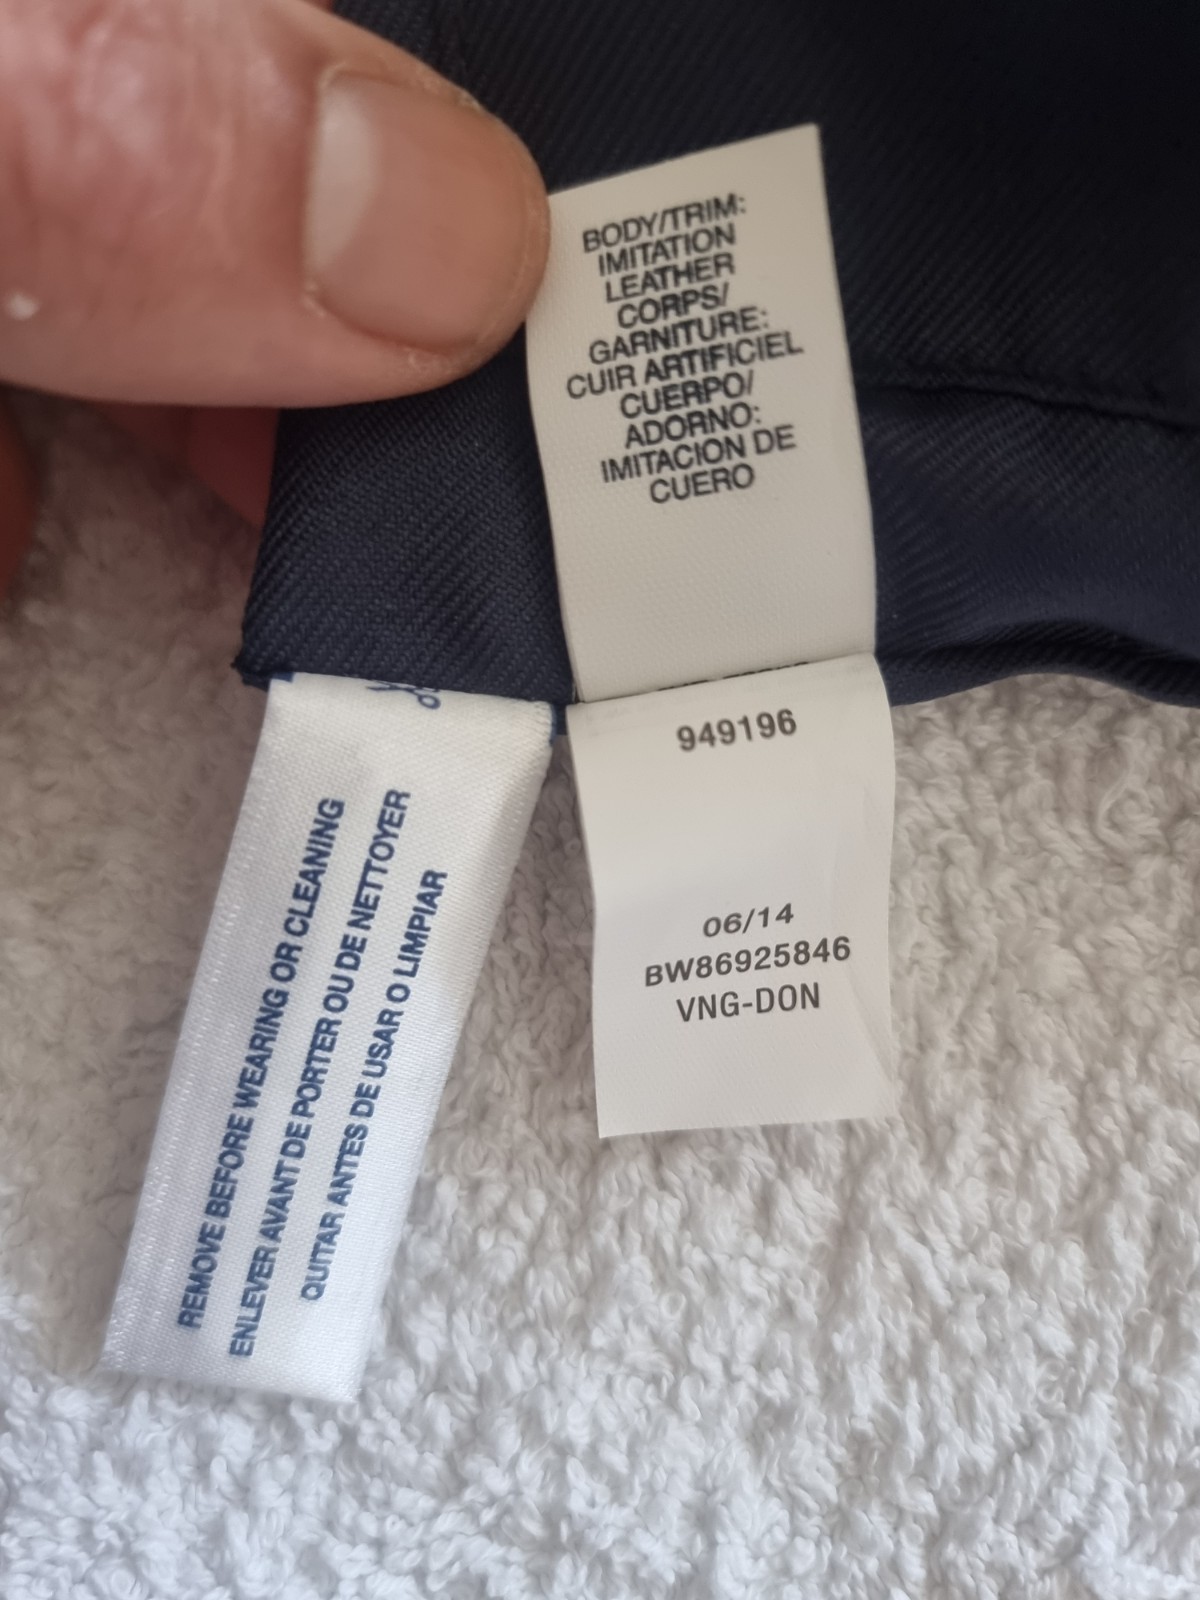 BODY/TRIM:
IMITATION
LEATHER
CORPS/
GARNITURE:
CUIR ARTIFICIEL
CUERPO/
ADORNO:
IMITACION DE
CUERO
949196
06/14
BW86925846
VNG-DON
REMOVE BEFORE WEARING OR CLEANING
ENLEVER AVANT DE PORTER OU DE NETTOYER
QUITAR ANTES DE USAR O LIMPIAR